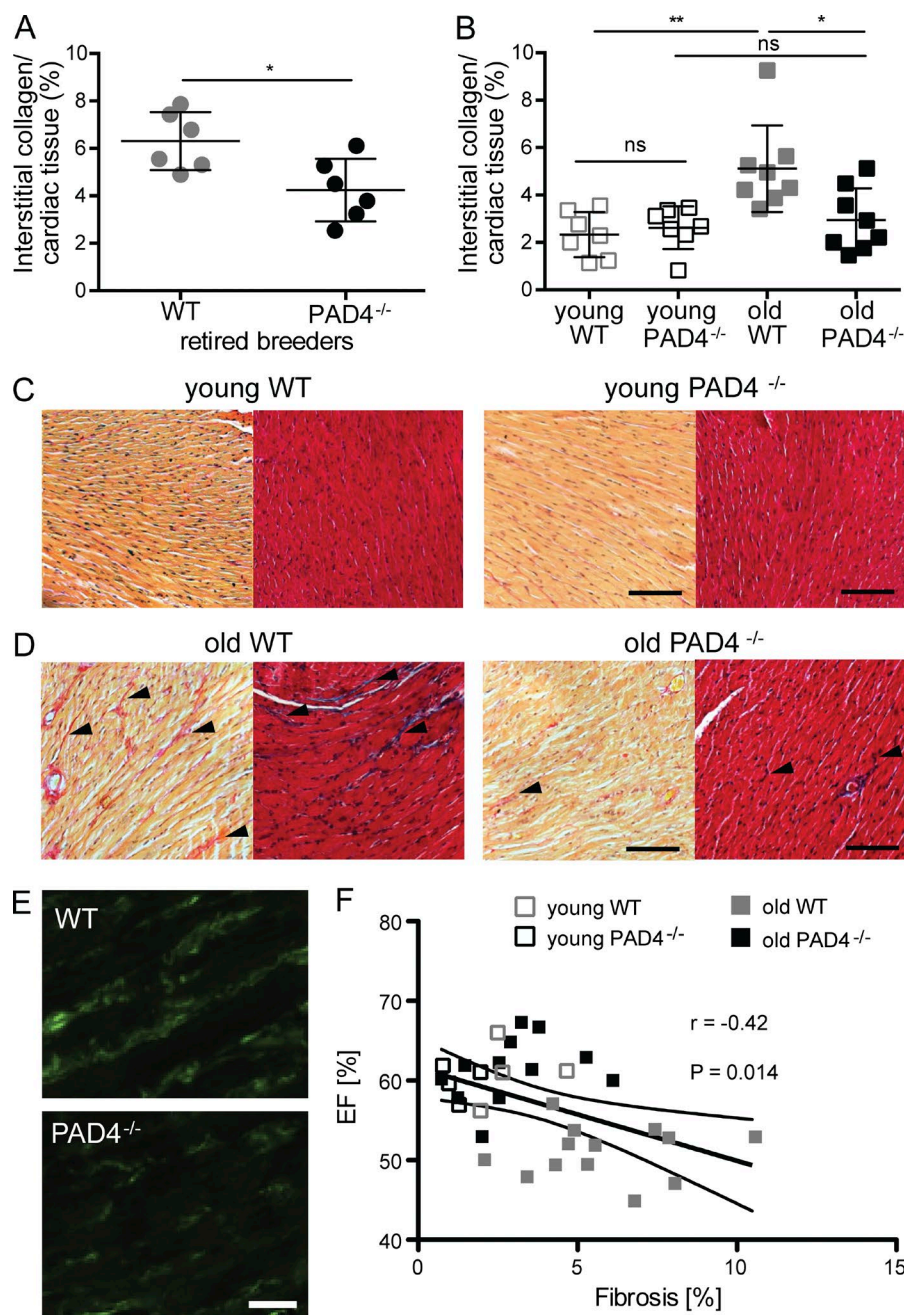 A
Interstitial collagen/
cardiac tissue (%)
10
8
6
4
2
0
*
WT
PAD4-/-
retired breeders
B
Interstitial collagen/
cardiac tissue (%)
10
8
6
4
2
0
**
*
ns
ns
young
WT
young
PAD4-/-
old
WT
old
PAD4-/-
C
young WT
young PAD4 -/-
D
old WT
old PAD4 -/-
E
WT
PAD4-/-
F
young WT
old WT
young PAD4-/-
old PAD4-/-
EF [%]
80
70
60
50
40
r = -0.42
P = 0.014
0
5
10
15
Fibrosis [%]